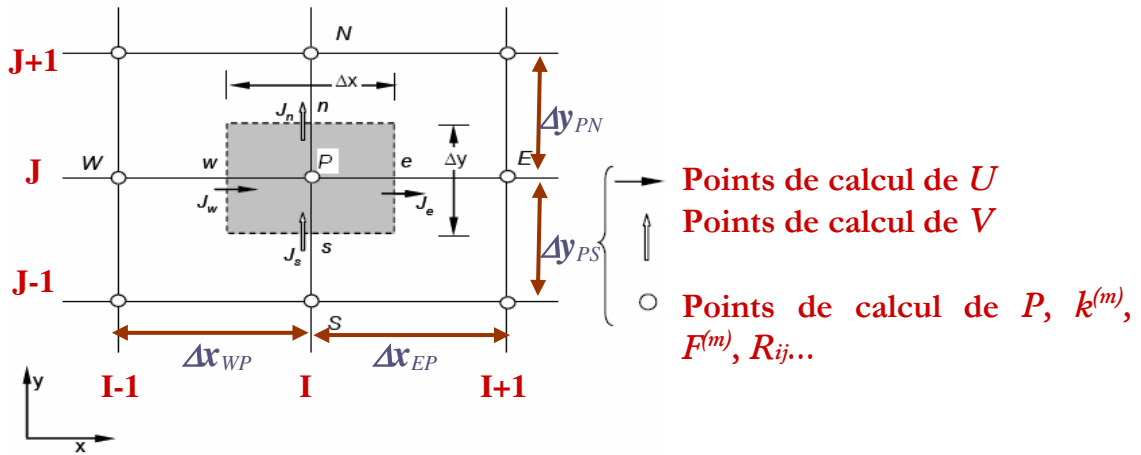 N
J+1
Δx
J_n n
Δy_PN
W w P e E
J
Δy
J_w J_e
Points de calcul de U
Points de calcul de V
J_s s
Δy_PS
J-1
Points de calcul de P, k^(m),
F^(m), R_ij...
S
Δx_WP Δx_EP
I-1 I I+1
y
x